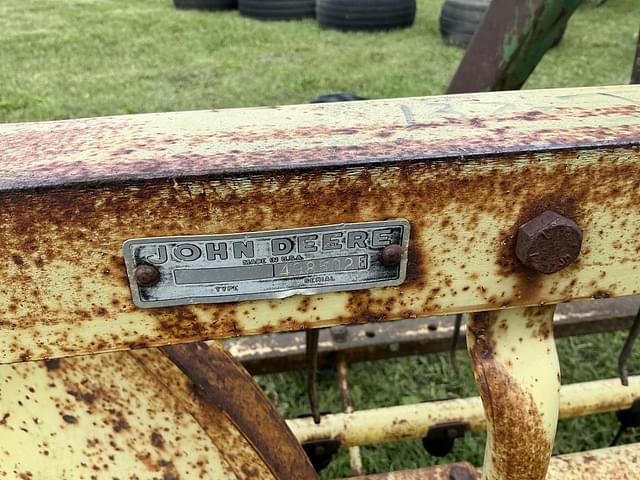 JOHN DEERE
MADE IN U.S.A.
TYPE SERIAL